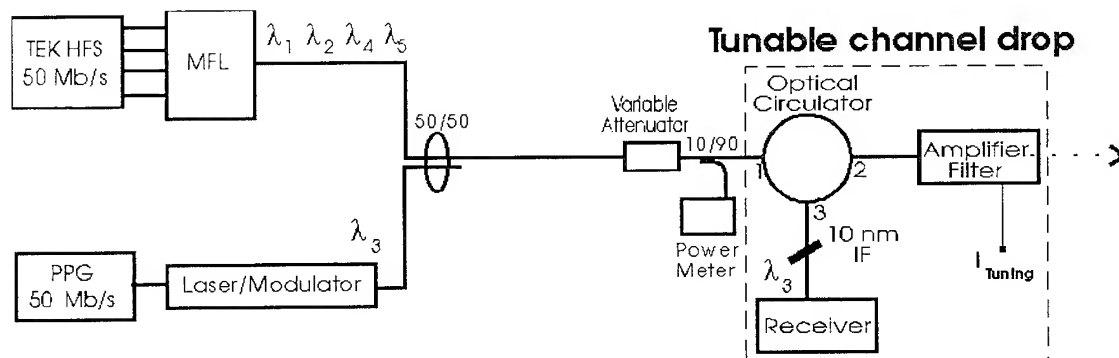 Tunable channel drop
TEK HFS
50 Mb/s
MFL
λ1 λ2 λ4 λ5
50/50
Variable
Attenuator
10/90
Optical
Circulator
1
2
3
Amplifier
Filter
Power
Meter
10 nm
IF
λ3
I Tuning
Receiver
λ3
PPG
50 Mb/s
Laser/Modulator